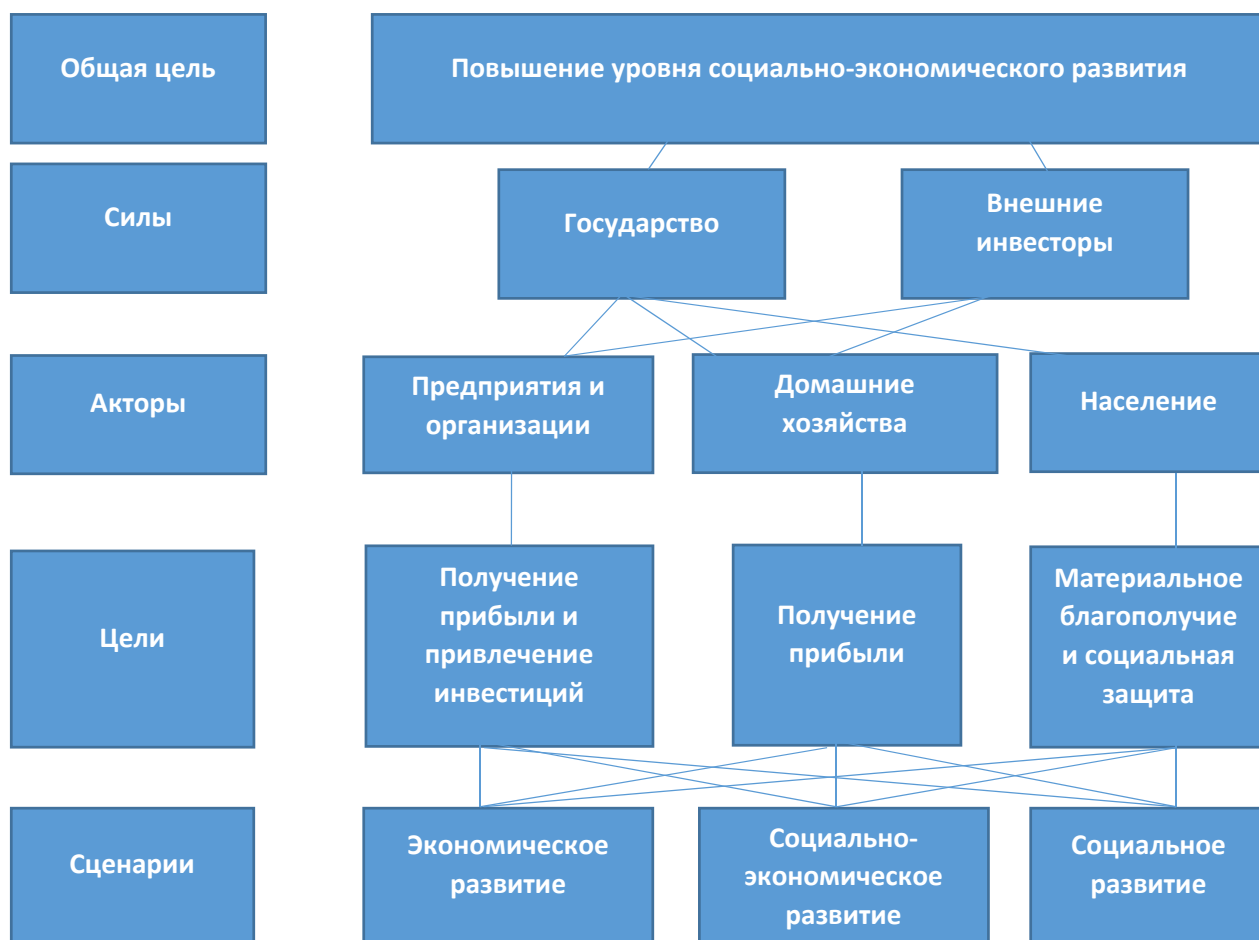 Общая цель
Повышение уровня социально-экономического развития
Силы
Государство
Внешние
инвесторы
Акторы
Предприятия и
организации
Домашние
хозяйства
Население
Цели
Получение
прибыли и
привлечение
инвестиций
Получение
прибыли
Материальное
благополучие
и социальная
защита
Сценарии
Экономическое
развитие
Социально-
экономическое
развитие
Социальное
развитие